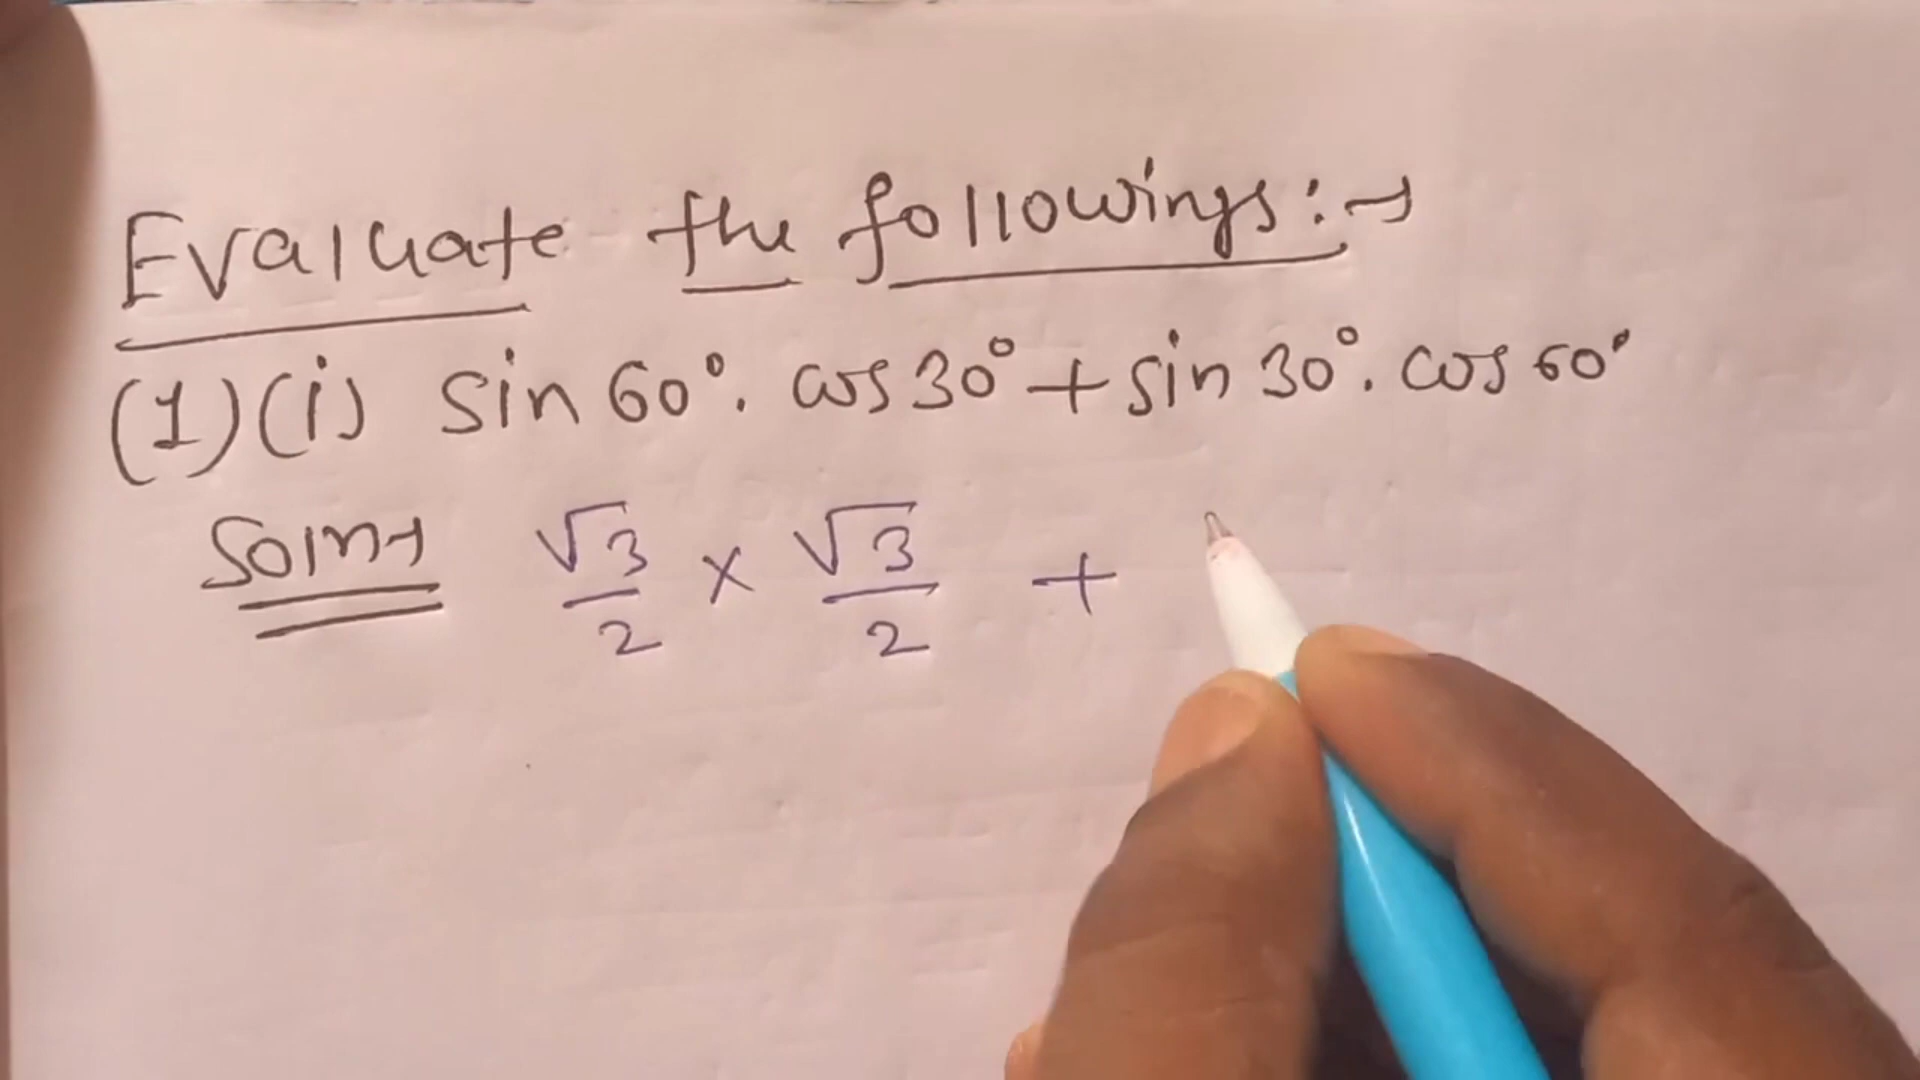 Evaluate the followings:→
(1)(i) sin 60°. cos 30° + sin 30°. cos 60°
Soln→ √3/2 × √3/2 +